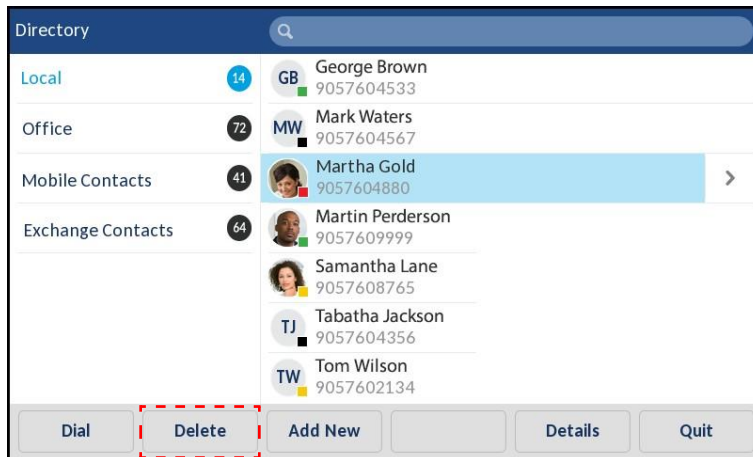 Directory
Local 14
Office 72
Mobile Contacts 41
Exchange Contacts 64
GB George Brown
9057604533
MW Mark Waters
9057604567
Martha Gold
9057604880
Martin Perderson
9057609999
Samantha Lane
9057608765
TJ Tabatha Jackson
9057604356
TW Tom Wilson
9057602134
Dial Delete Add New Details Quit